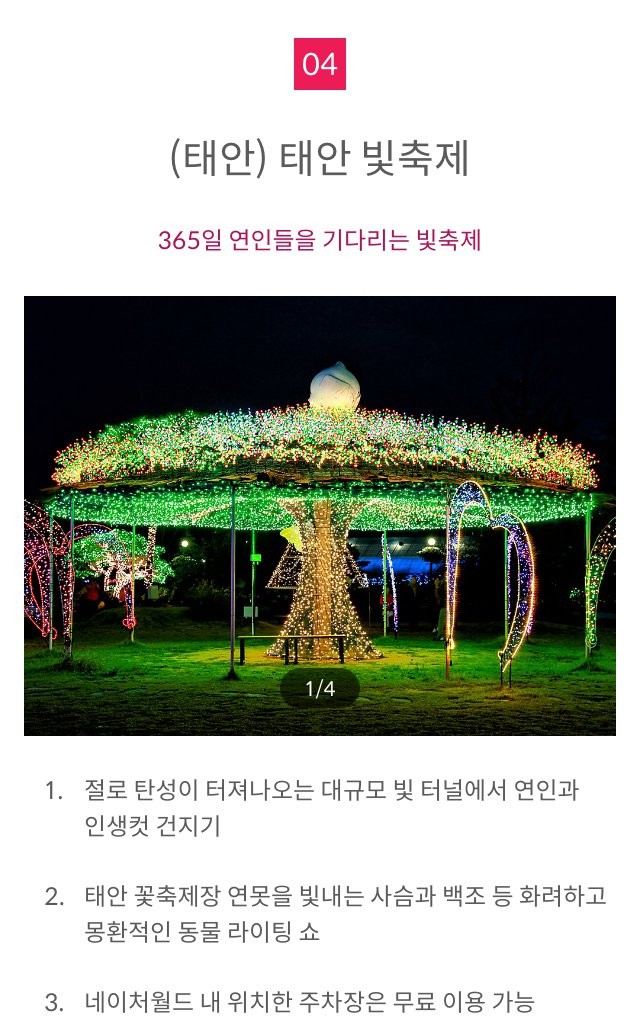 04
(태안) 태안 빛축제
365일 연인들을 기다리는 빛축제
1/4
1. 절로 탄성이 터져나오는 대규모 빛 터널에서 연인과
인생컷 건지기
2. 태안 꽃축제장 연못을 빛내는 사슴과 백조 등 화려하고
몽환적인 동물 라이팅 쇼
3. 네이처월드 내 위치한 주차장은 무료 이용 가능